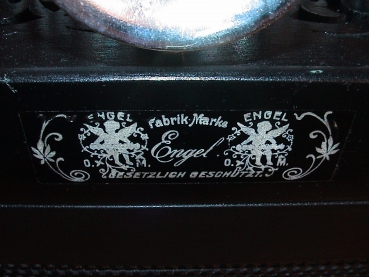 ENGEL Fabrik-Marke ENGEL
Engel
D. M. D. M.
GESETZLICH GESCHÜTZT.